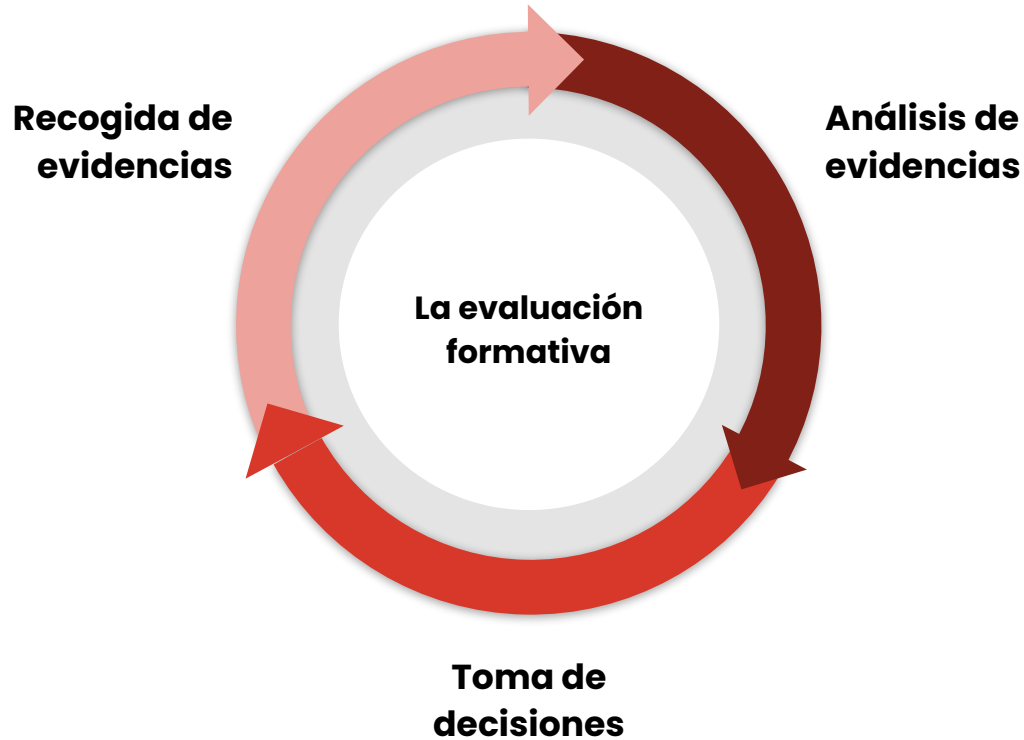 Recogida de
evidencias
Análisis de
evidencias
La evaluación
formativa
Toma de
decisiones